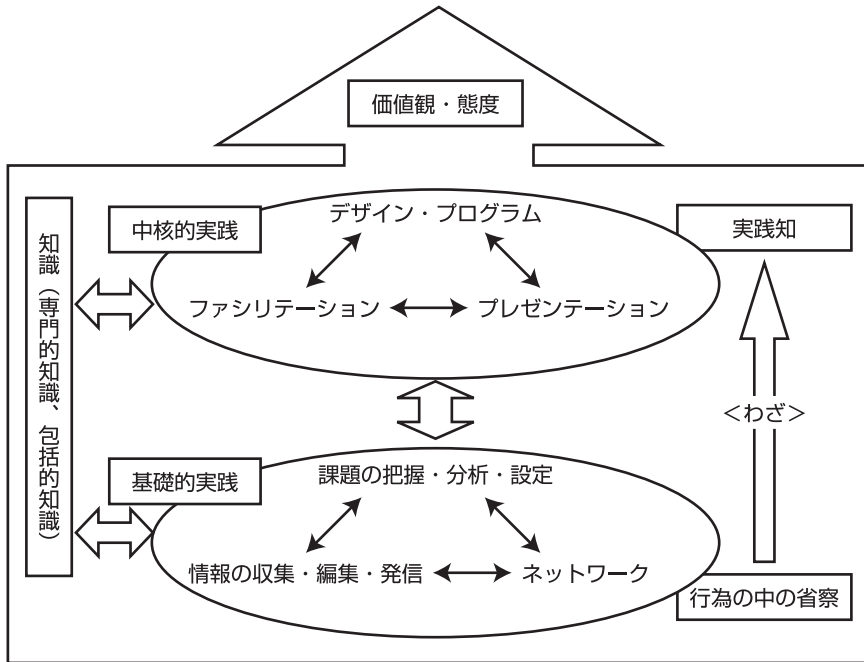 価値観・態度
中核的実践
デザイン・プログラム
実践知
ファシリテーション
プレゼンテーション
知識（専門的知識、包括的知識）
＜わざ＞
基礎的実践
課題の把握・分析・設定
情報の収集・編集・発信
ネットワーク
行為の中の省察